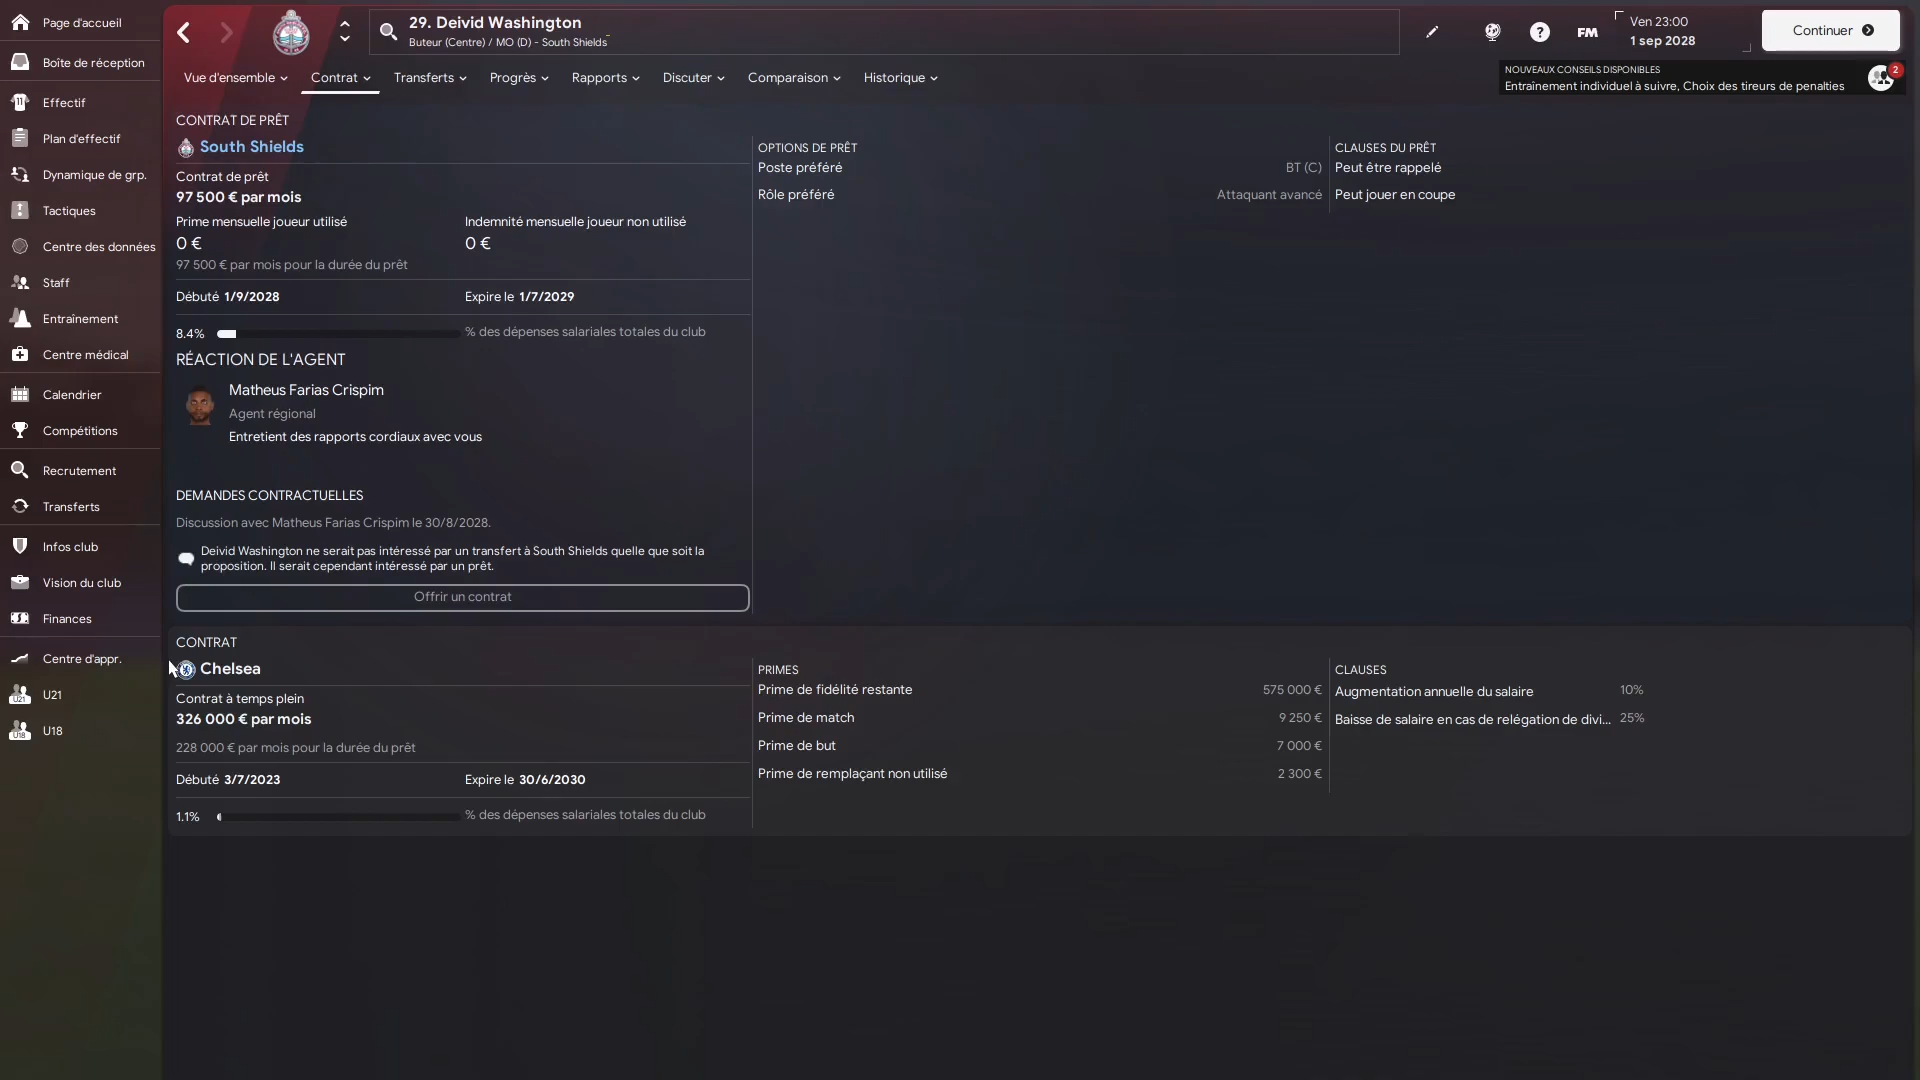 Page d'accueil
Boîte de réception
Effectif
Plan d'effectif
Dynamique de grp.
Tactiques
Centre des données
Staff
Entraînement
Centre médical
Calendrier
Compétitions
Recrutement
Transferts
Infos club
Vision du club
Finances
Centre d'appr.
U21
U18
29. Deivid Washington
Buteur (Centre) / MO (D) - South Shields
FM
Ven 23:00
1 sep 2028
Continuer
Vue d'ensemble
Contrat
Transferts
Progrès
Rapports
Discuter
Comparaison
Historique
NOUVEAUX CONSEILS DISPONIBLES
Entraînement individuel à suivre, Choix des tireurs de penalties
2
CONTRAT DE PRÊT
South Shields
Contrat de prêt
97 500 € par mois
Prime mensuelle joueur utilisé
Indemnité mensuelle joueur non utilisé
0 €
0 €
97 500 € par mois pour la durée du prêt
Débuté 1/9/2028
Expire le 1/7/2029
8.4%
% des dépenses salariales totales du club
RÉACTION DE L'AGENT
Matheus Farias Crispim
Agent régional
Entretient des rapports cordiaux avec vous
DEMANDES CONTRACTUELLES
Discussion avec Matheus Farias Crispim le 30/8/2028.
Deivid Washington ne serait pas intéressé par un transfert à South Shields quelle que soit la
proposition. Il serait cependant intéressé par un prêt.
Offrir un contrat
OPTIONS DE PRÊT
Poste préféré BT (C)
Rôle préféré Attaquant avancé
CLAUSES DU PRÊT
Peut être rappelé
Peut jouer en coupe
CONTRAT
Chelsea
Contrat à temps plein
326 000 € par mois
228 000 € par mois pour la durée du prêt
Débuté 3/7/2023
Expire le 30/6/2030
1.1%
% des dépenses salariales totales du club
PRIMES
Prime de fidélité restante 575 000 €
Prime de match 9 250 €
Prime de but 7 000 €
Prime de remplaçant non utilisé 2 300 €
CLAUSES
Augmentation annuelle du salaire 10%
Baisse de salaire en cas de relégation de divi... 25%